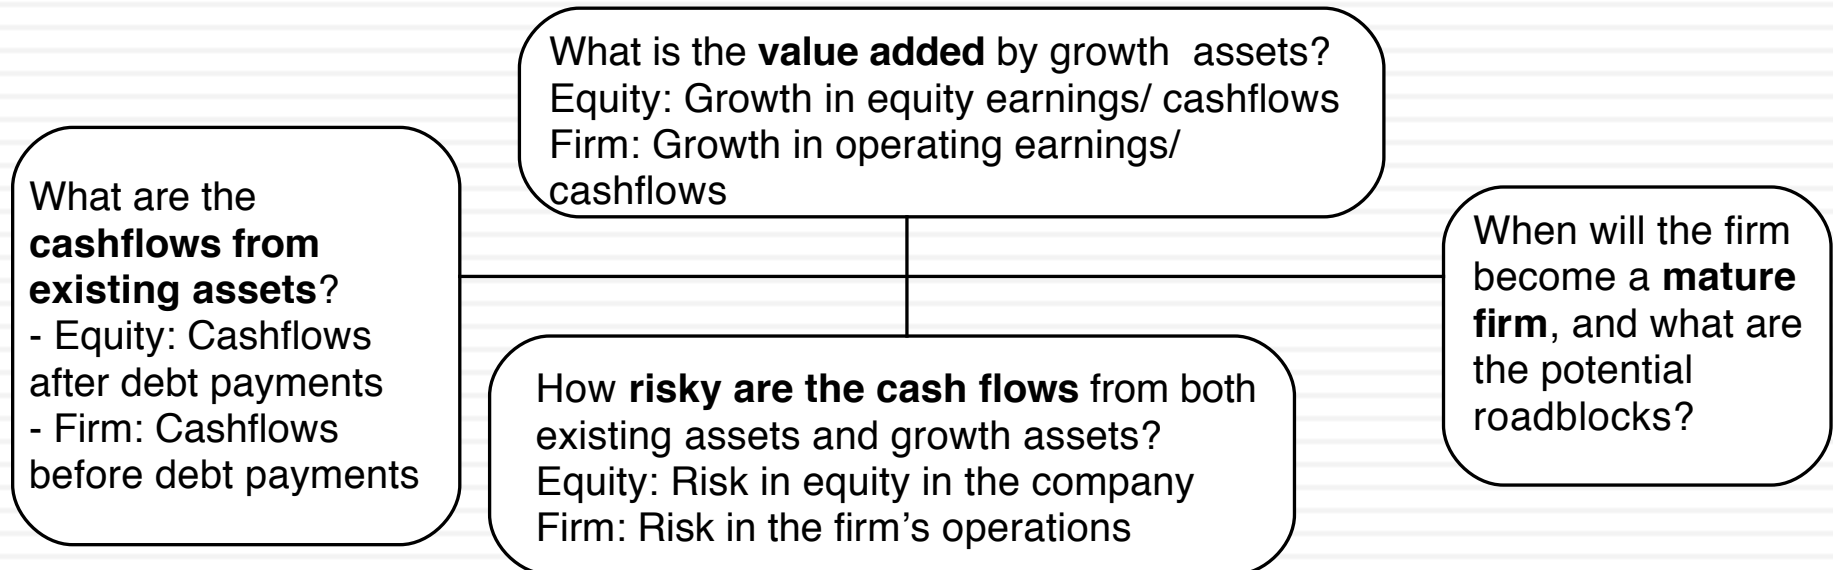 What is the value added by growth  assets?
Equity: Growth in equity earnings/ cashflows
Firm: Growth in operating earnings/
cashflows
What are the
cashflows from
existing assets?
- Equity: Cashflows
after debt payments
- Firm: Cashflows
before debt payments
When will the firm
become a mature
firm, and what are
the potential
roadblocks?
How risky are the cash flows from both
existing assets and growth assets?
Equity: Risk in equity in the company
Firm: Risk in the firm’s operations